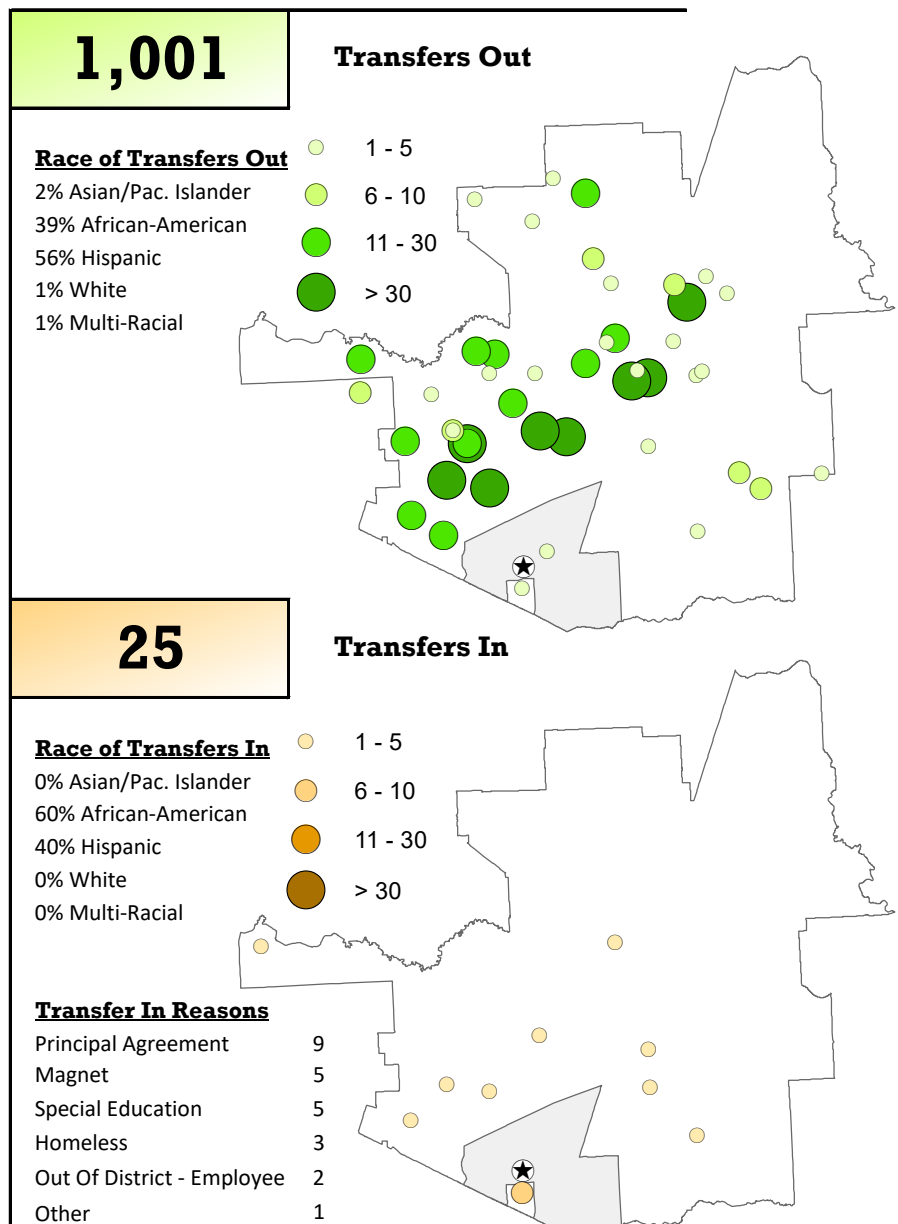 1,001
Transfers Out
Race of Transfers Out
2% Asian/Pac. Islander
39% African-American
56% Hispanic
1% White
1% Multi-Racial
1 - 5
6 - 10
11 - 30
> 30
25
Transfers In
Race of Transfers In
0% Asian/Pac. Islander
60% African-American
40% Hispanic
0% White
0% Multi-Racial
1 - 5
6 - 10
11 - 30
> 30
Transfer In Reasons
Principal Agreement 9
Magnet 5
Special Education 5
Homeless 3
Out Of District - Employee 2
Other 1